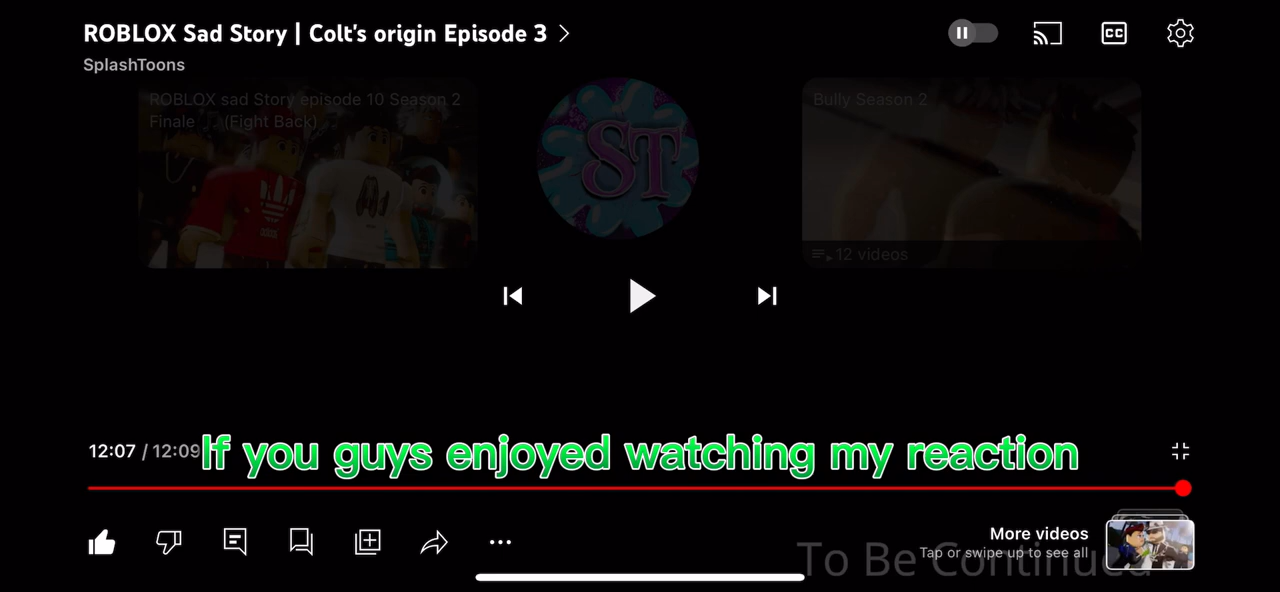 ROBLOX Sad Story | Colt's origin Episode 3
SplashToons
ROBLOX sad Story episode 10 Season 2
Finale (Fight Back)
ST
Bully Season 2
12 videos
12:07 / 12:09
If you guys enjoyed watching my reaction
More videos
Tap or swipe up to see all
To Be Continued
CC